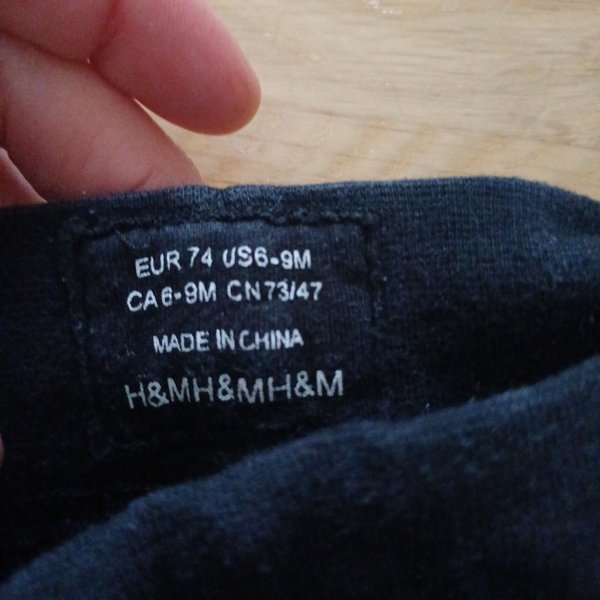 EUR 74 US6-9M
CA6-9M CN73/47
MADE IN CHINA
H&MH&MH&M